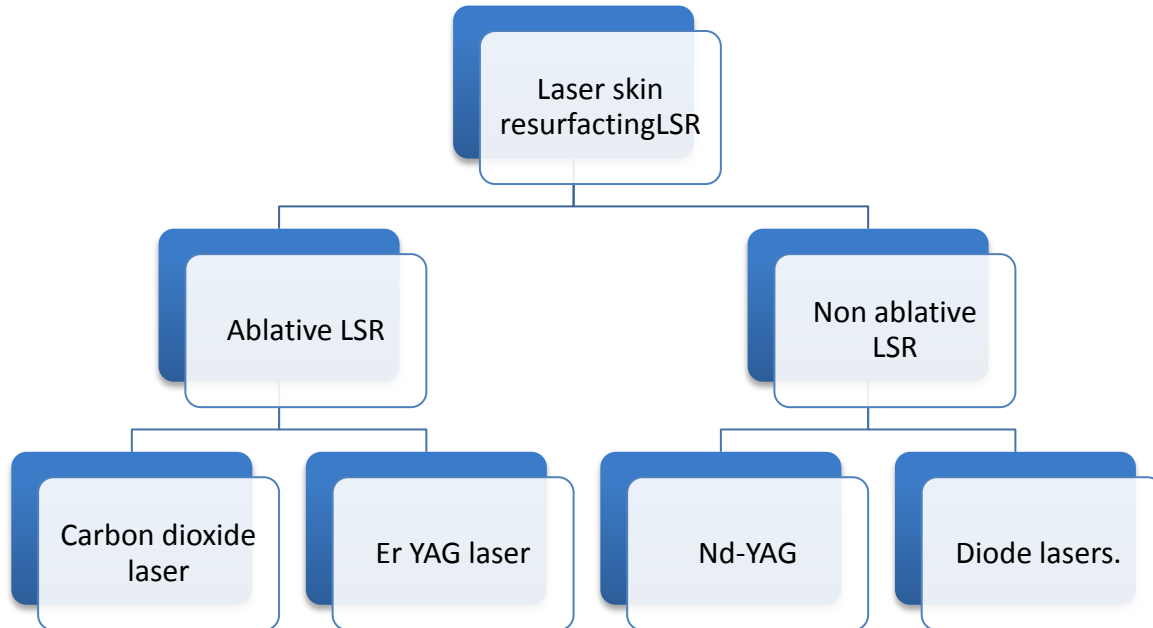 Laser skin
resurfactingLSR
Ablative LSR
Non ablative
LSR
Carbon dioxide
laser
Er YAG laser
Nd-YAG
Diode lasers.